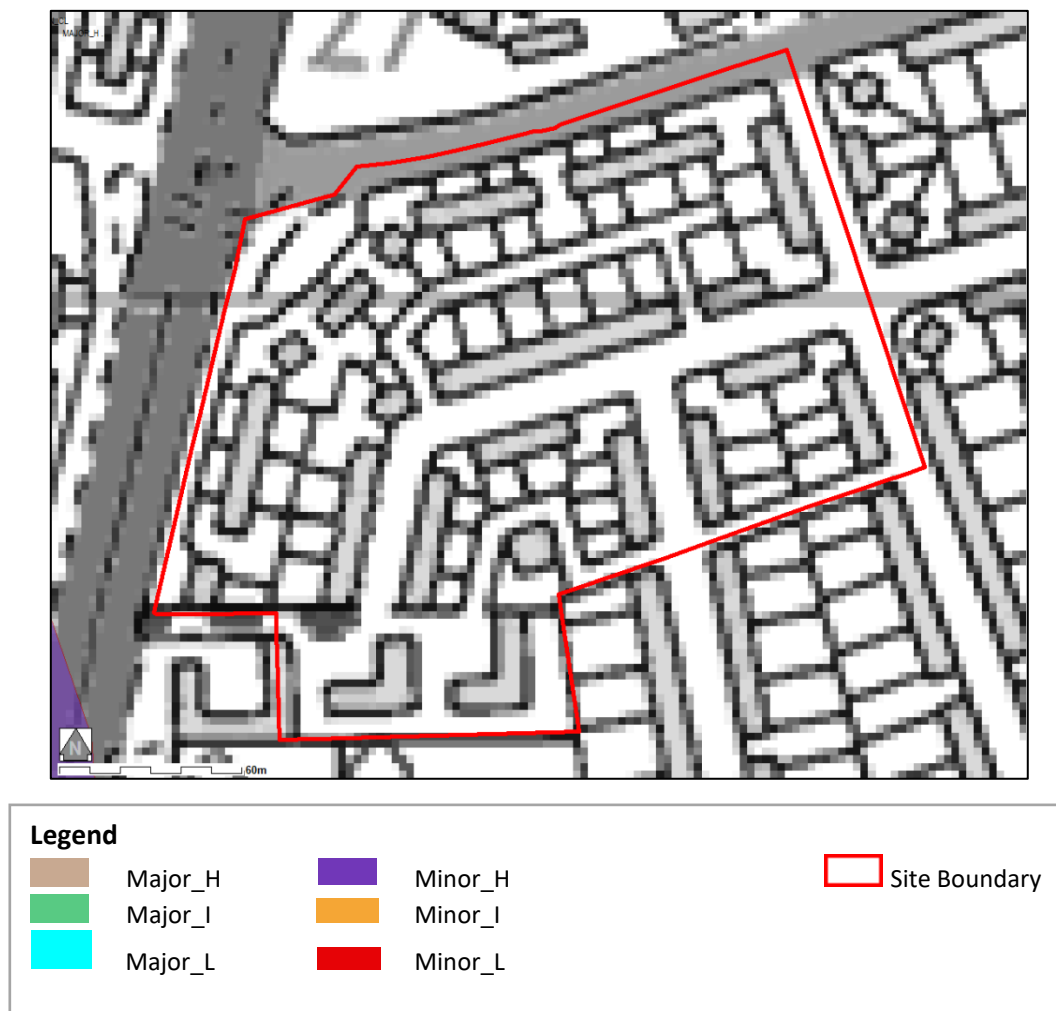 MAJOR_H
N
60m
Legend
Major_H
Minor_H
Site Boundary
Major_I
Minor_I
Major_L
Minor_L